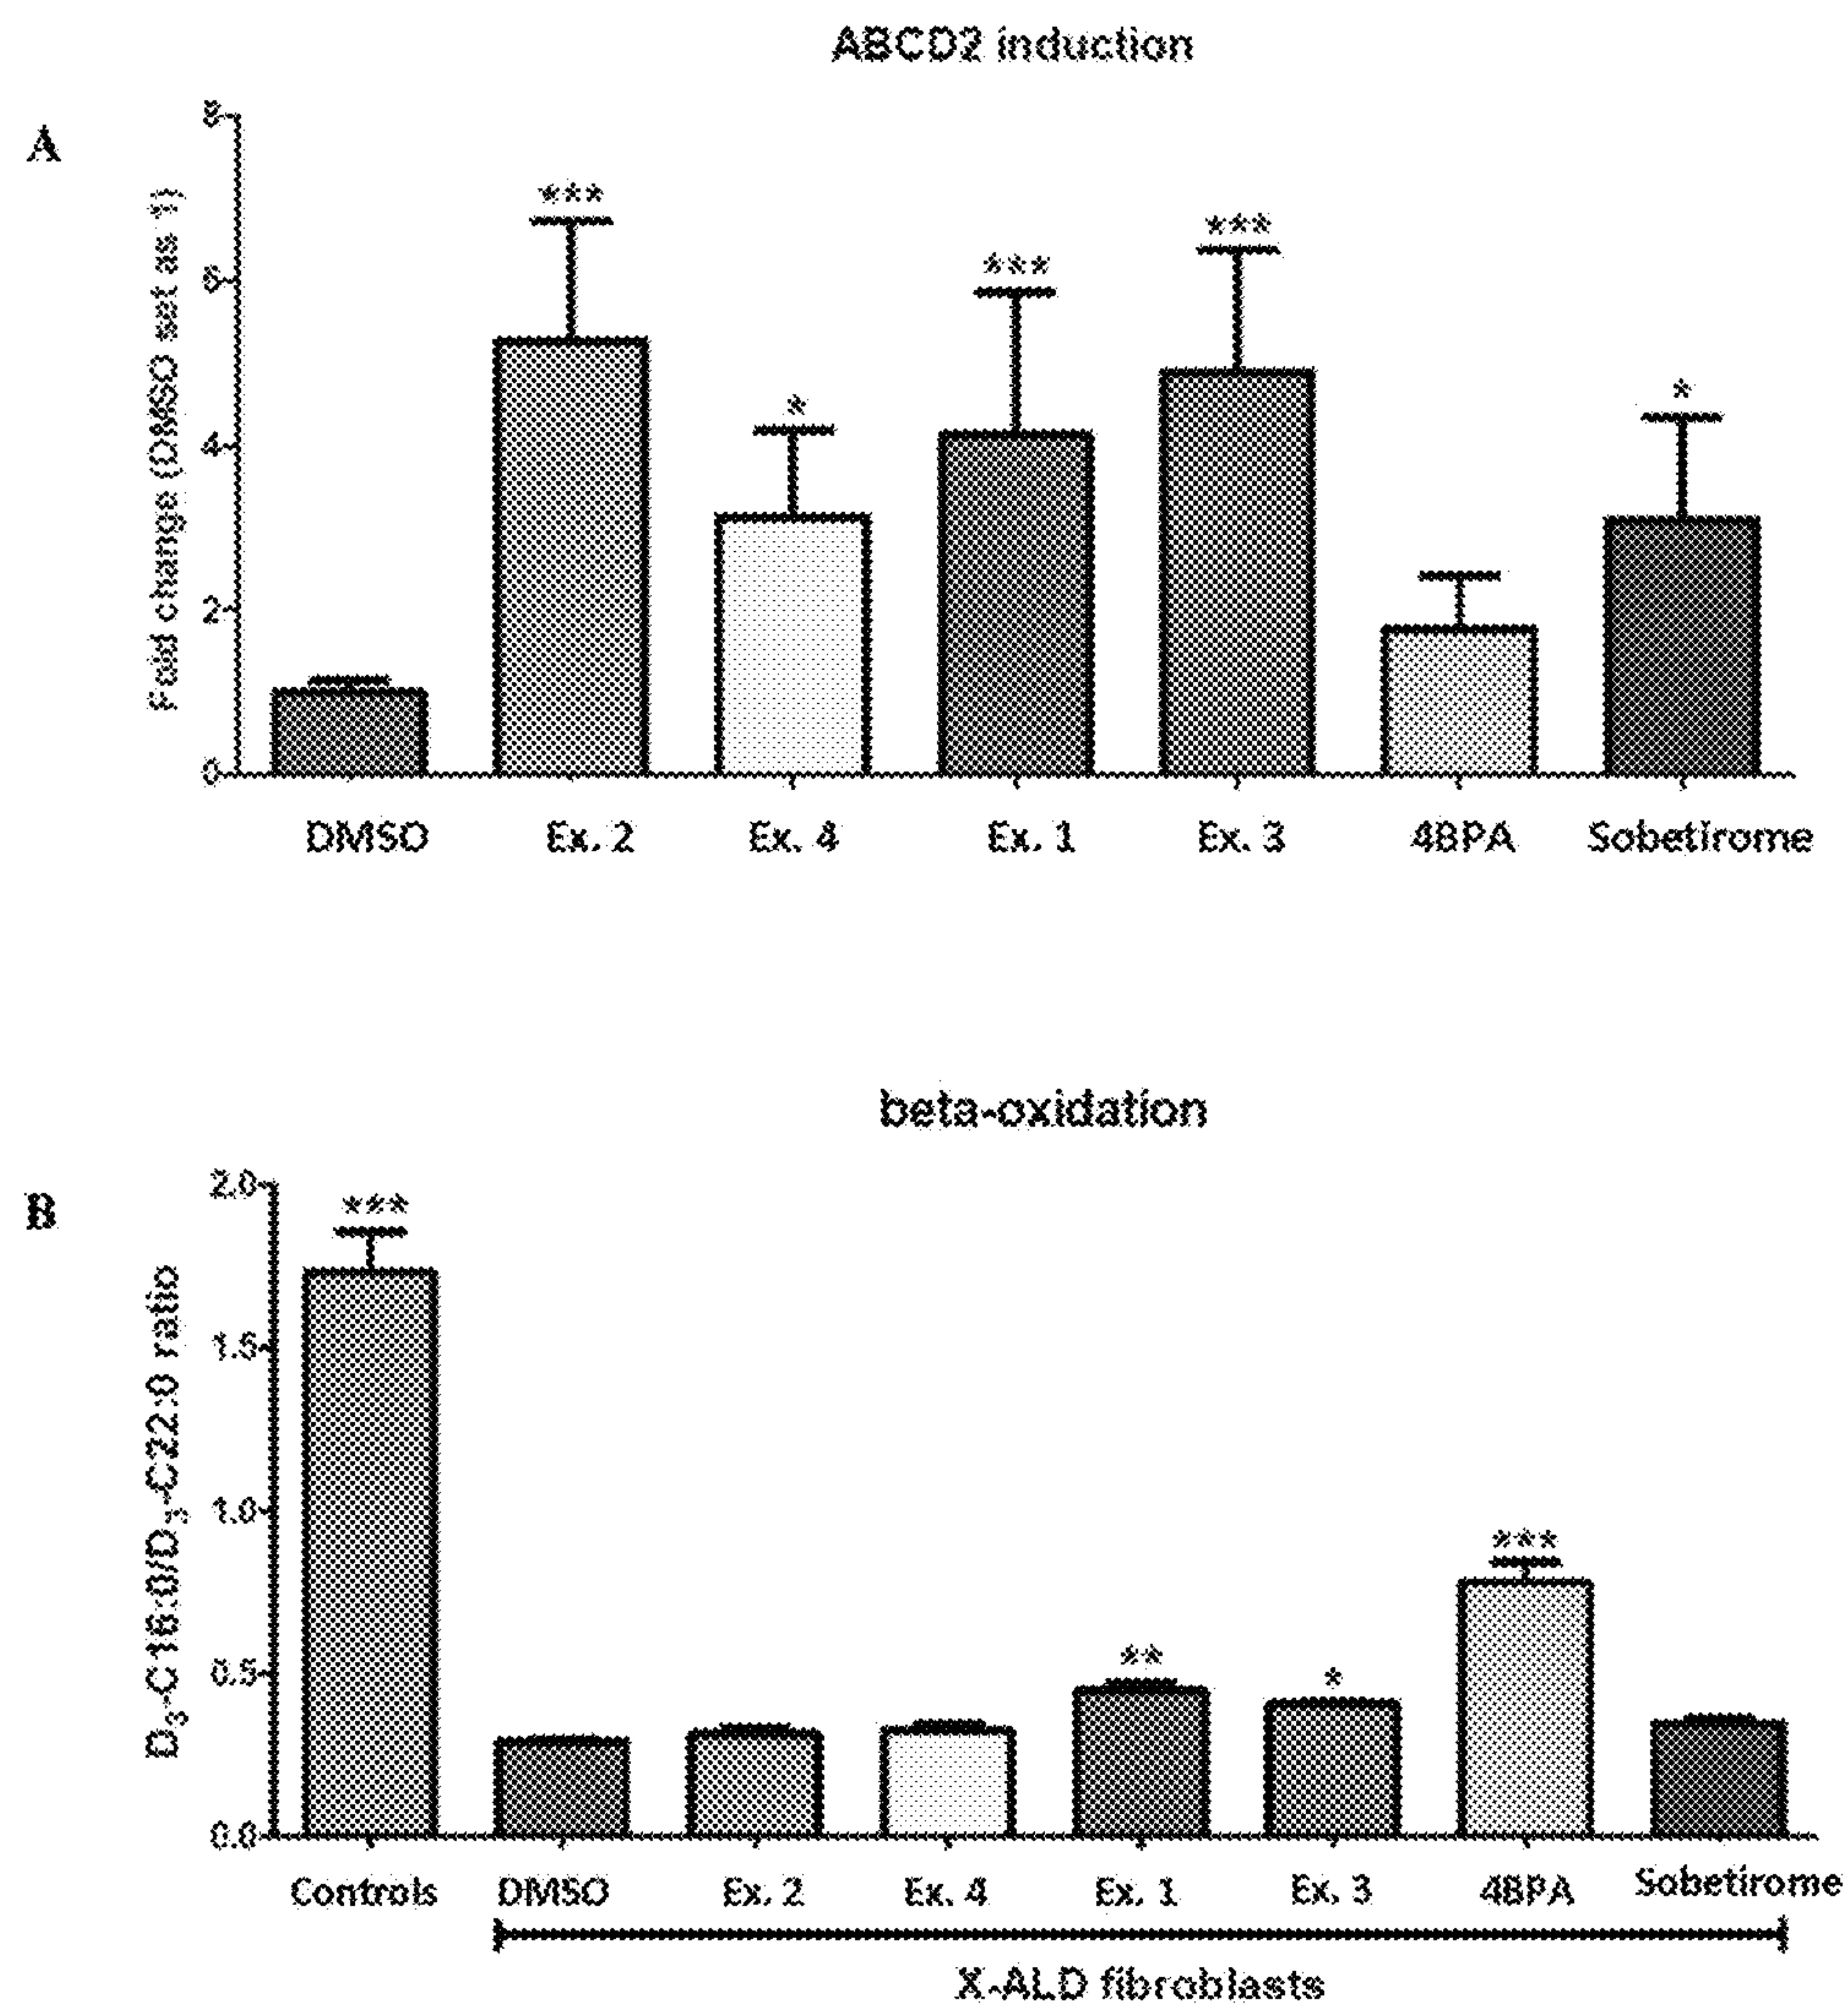 ABCD2 induction
A
Fold change (DMSO set as 1)
8
6
4
2
0
***
*
***
***
*
DMSO Ex. 2 Ex. 4 Ex. 1 Ex. 3 4BPA Sobetirome
beta-oxidation
B
D3-C16:0/D3-C22:0 ratio
2.0
1.5
1.0
0.5
0.0
***
**
*
***
Controls DMSO Ex. 2 Ex. 4 Ex. 1 Ex. 3 4BPA Sobetirome
X-ALD fibroblasts